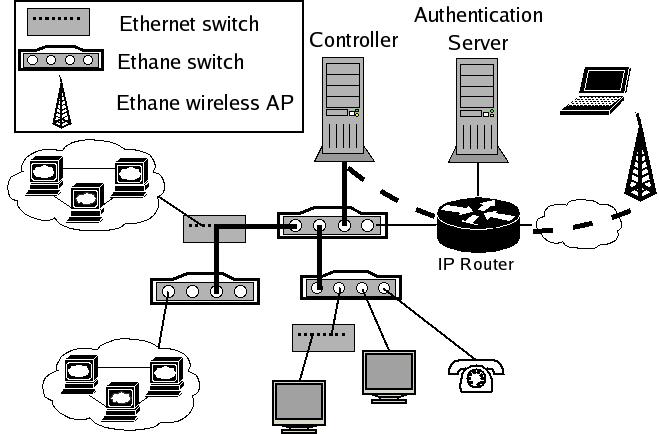 Ethernet switch
Ethane switch
Ethane wireless AP
Controller
Authentication
Server
IP Router